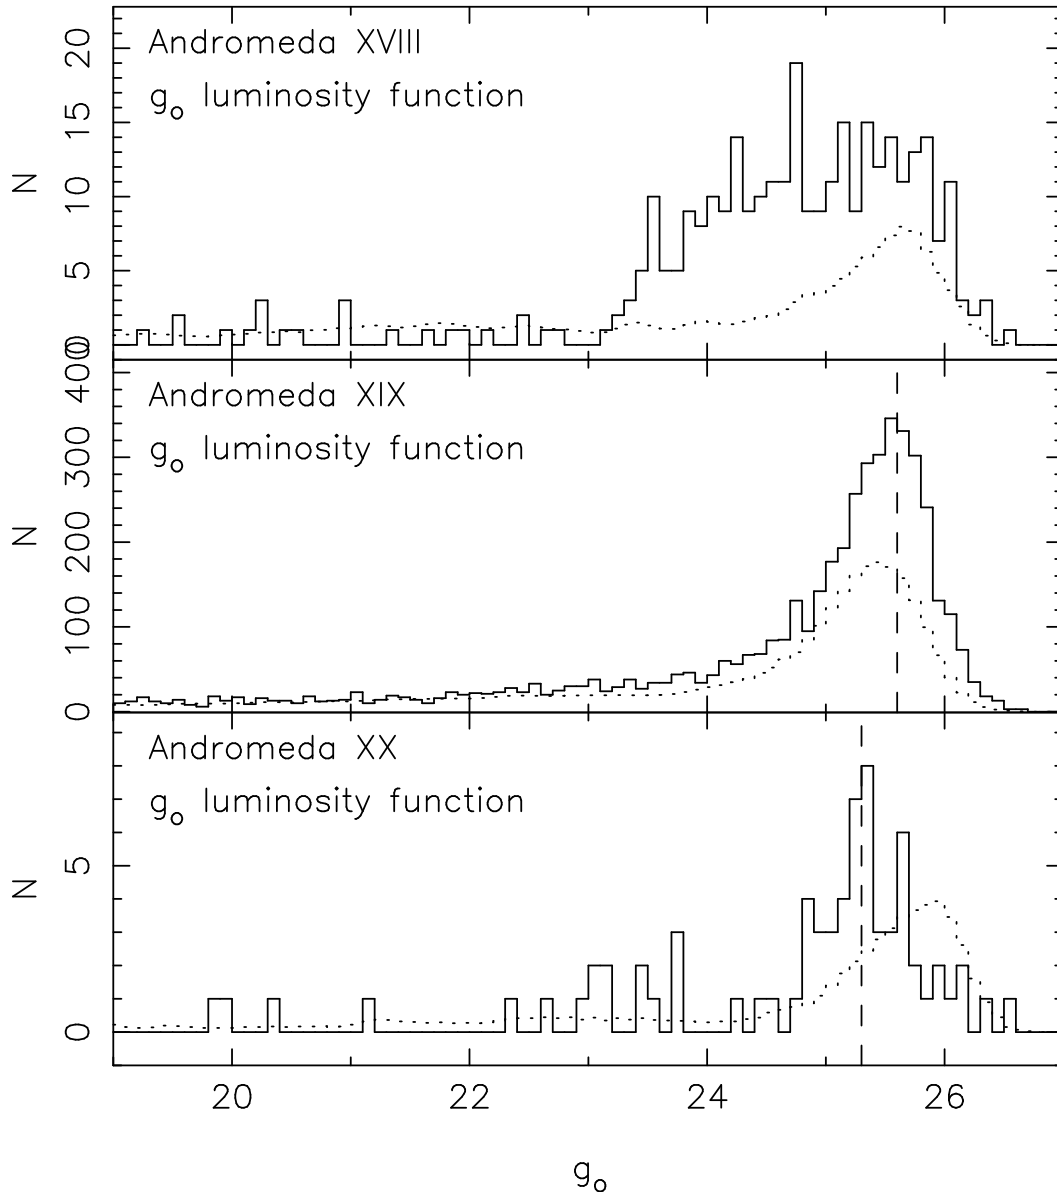 Andromeda XVIII
g₀ luminosity function
N
20
15
10
5
0
Andromeda XIX
g₀ luminosity function
N
400
300
200
100
0
Andromeda XX
g₀ luminosity function
N
5
0
20 22 24 26
g₀